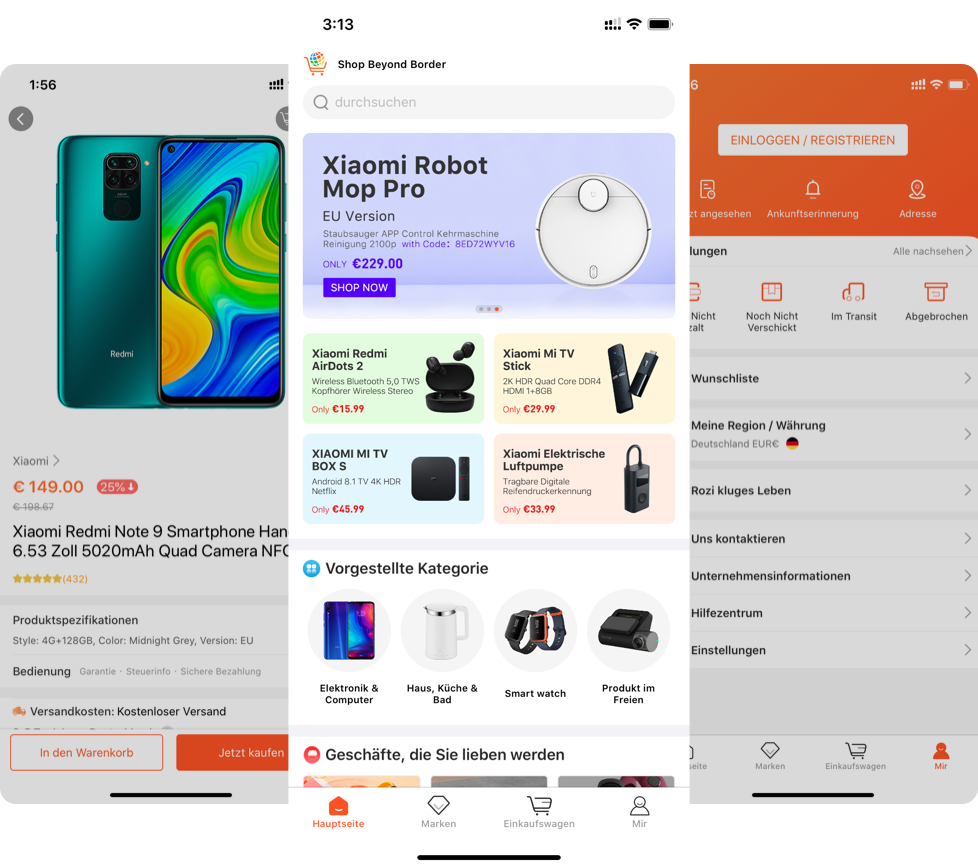 1:56
Redmi
Xiaomi
€ 149.00 25%
€ 198.67
Xiaomi Redmi Note 9 Smartphone Han
6.53 Zoll 5020mAh Quad Camera NFC
(432)
Produktspezifikationen
Style: 4G+128GB, Color: Midnight Grey, Version: EU
Bedienung Garantie · Steuerinfo · Sichere Bezahlung
Versandkosten: Kostenloser Versand
In den Warenkorb
Jetzt kaufen
3:13
Shop Beyond Border
durchsuchen
Xiaomi Robot
Mop Pro
EU Version
Staubsauger APP Control Kehrmaschine
Reinigung 2100p with Code: 8ED72WYV16
ONLY €229.00
SHOP NOW
Xiaomi Redmi
AirDots 2
Wireless Bluetooth 5,0 TWS
Kopfhörer Wireless Stereo
Only €15.99
Xiaomi Mi TV
Stick
2K HDR Quad Core DDR4
HDMI 1+8GB
Only €29.99
XIAOMI MI TV
BOX S
Android 8.1 TV 4K HDR
Netflix
Only €45.99
Xiaomi Elektrische
Luftpumpe
Tragbare Digitale
Reifendruckerkennung
Only €33.99
Vorgestellte Kategorie
Elektronik &
Computer
Haus, Küche &
Bad
Smart watch
Produkt im
Freien
Geschäfte, die Sie lieben werden
Hauptseite
Marken
Einkaufswagen
Mir
6
EINLOGGEN / REGISTRIEREN
zt angesehen
Ankunftserinnerung
Adresse
lungen
Alle nachsehen
Nicht
zalt
Noch Nicht
Verschickt
Im Transit
Abgebrochen
Wunschliste
Meine Region / Währung
Deutschland EUR€
Rozi kluges Leben
Uns kontaktieren
Unternehmensinformationen
Hilfezentrum
Einstellungen
seite
Marken
Einkaufswagen
Mir